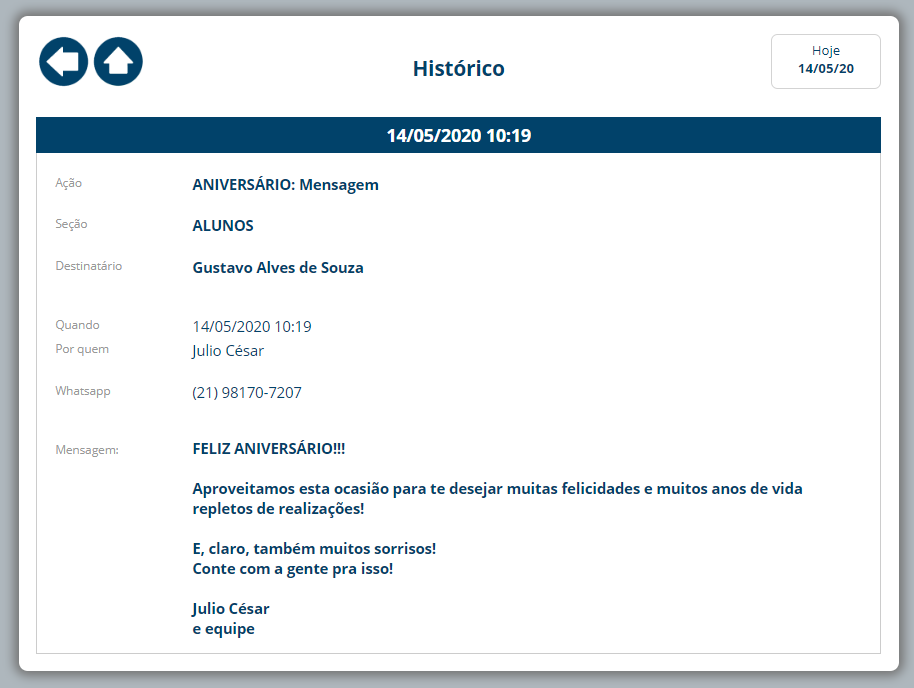 Histórico
Hoje
14/05/20
14/05/2020 10:19
Ação ANIVERSÁRIO: Mensagem
Seção ALUNOS
Destinatário Gustavo Alves de Souza
Quando 14/05/2020 10:19
Por quem Julio César
Whatsapp (21) 98170-7207
Mensagem: FELIZ ANIVERSÁRIO!!!
Aproveitamos esta ocasião para te desejar muitas felicidades e muitos anos de vida
repletos de realizações!
E, claro, também muitos sorrisos!
Conte com a gente pra isso!
Julio César
e equipe